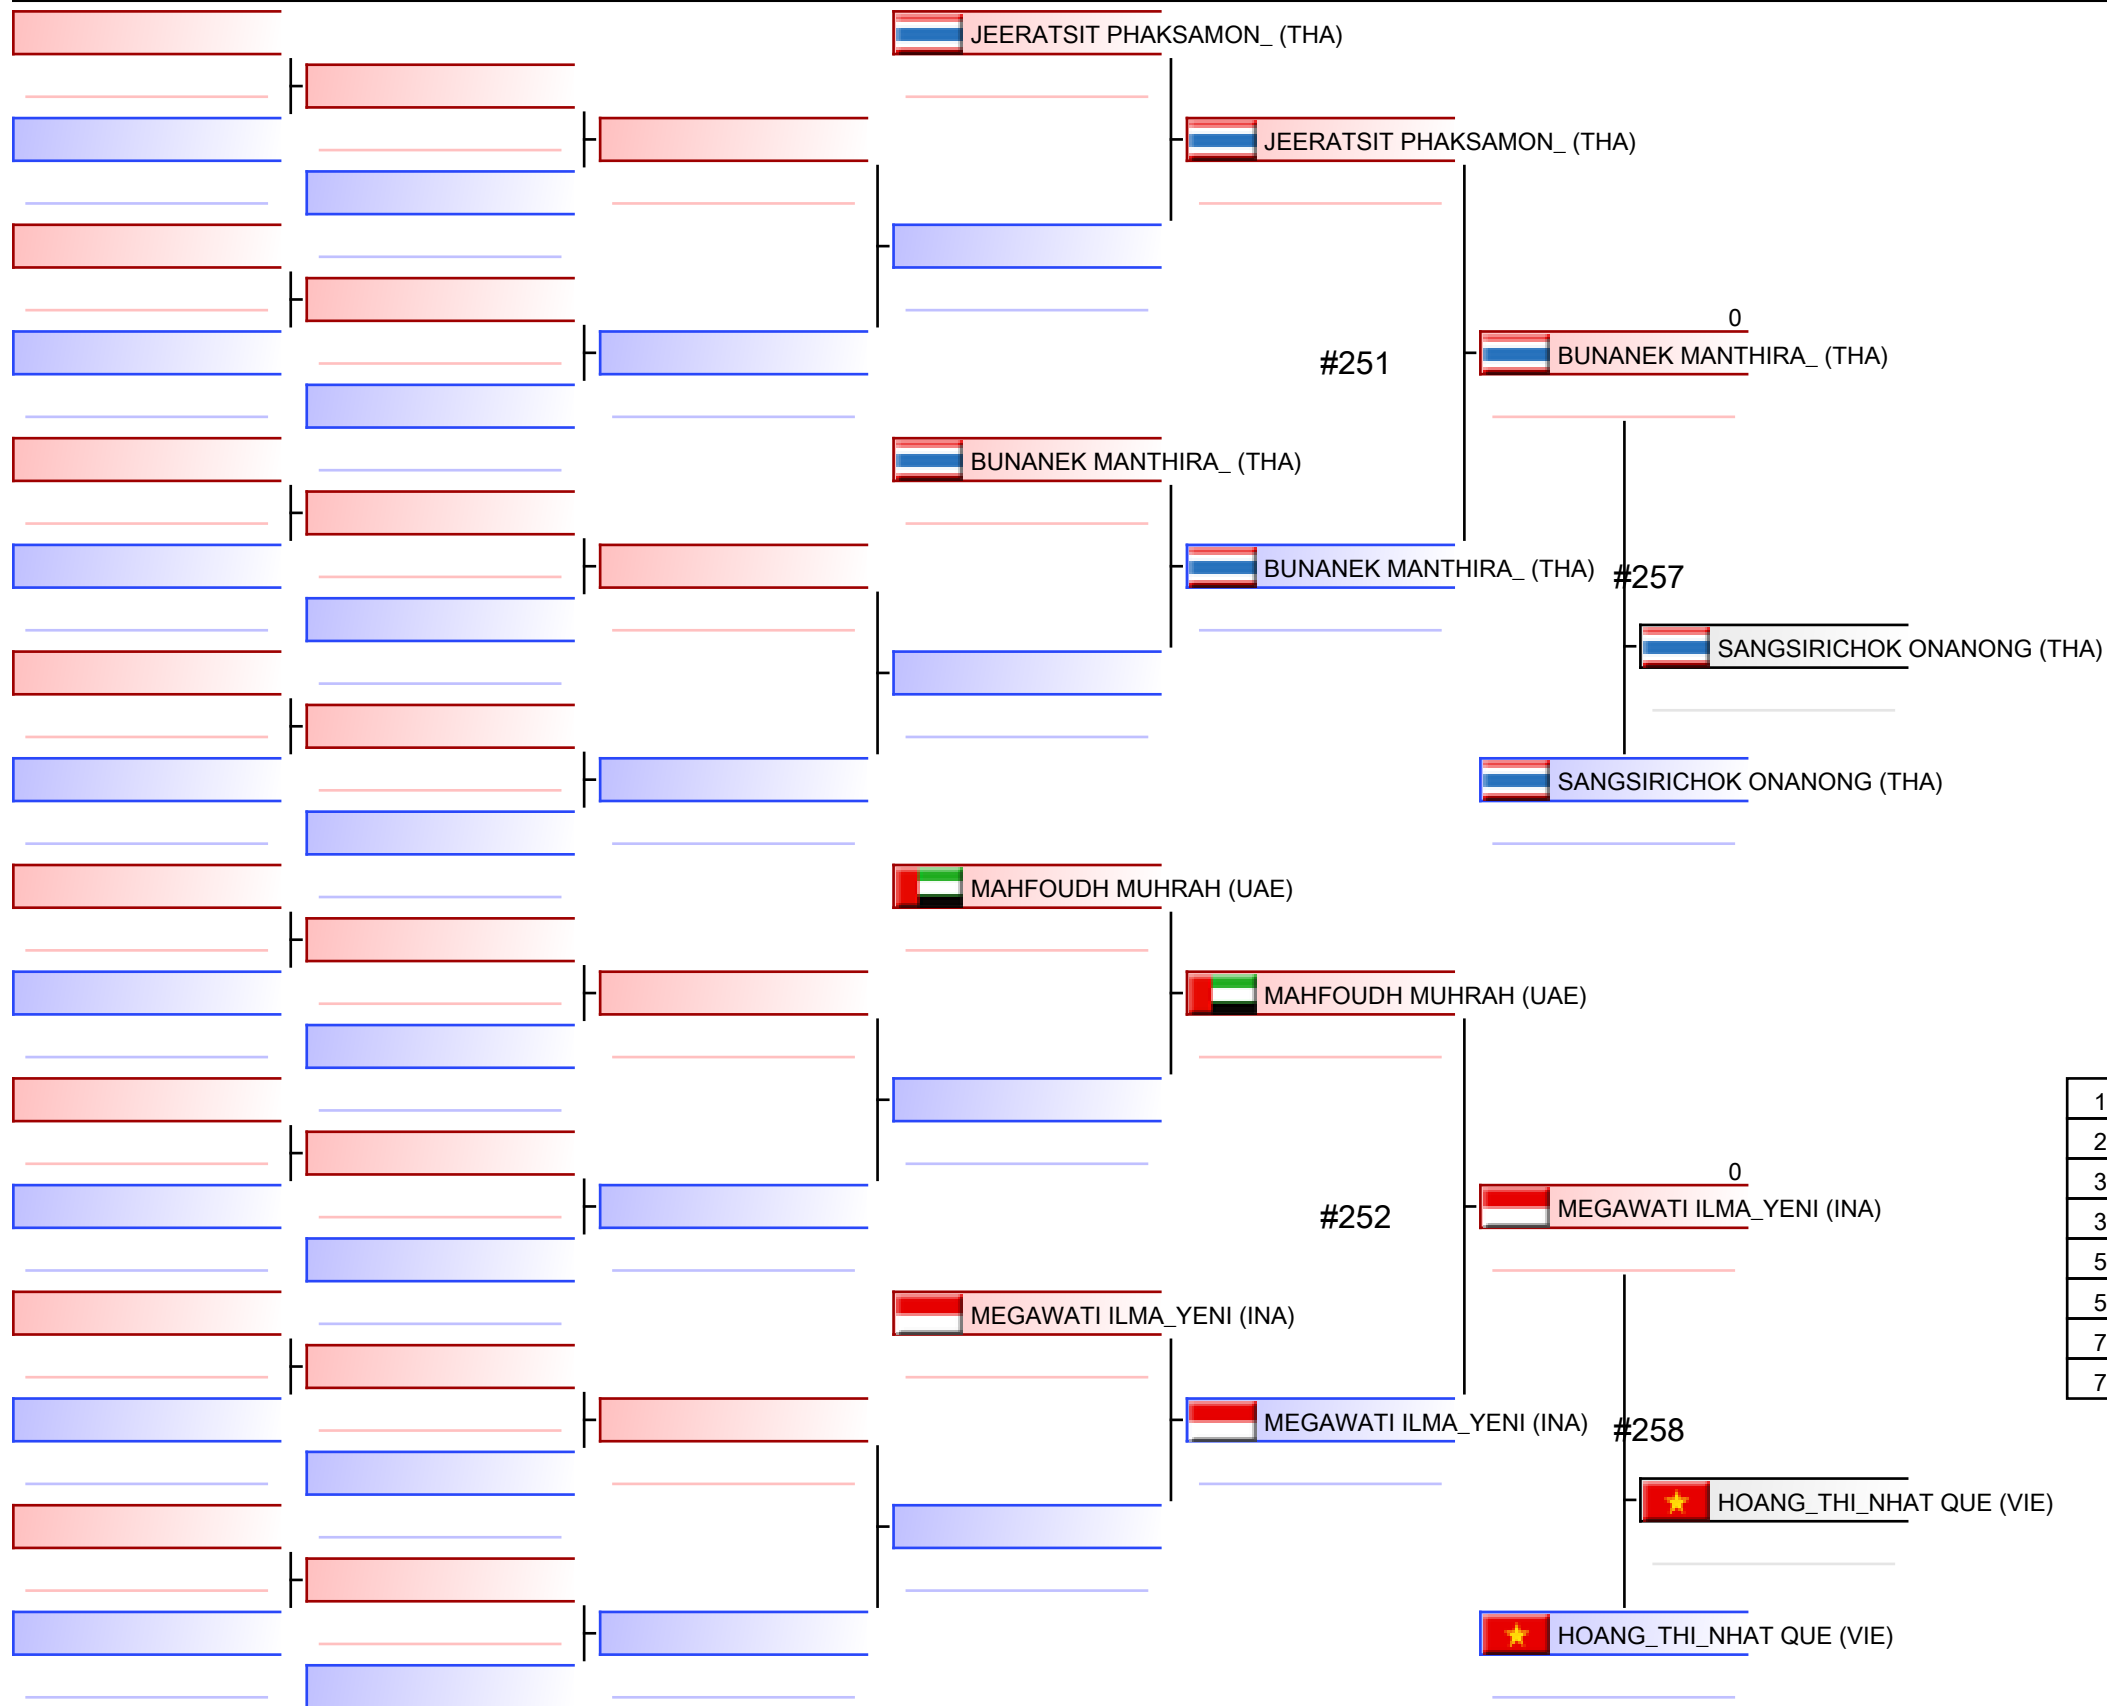 JEERATSIT PHAKSAMON_ (THA)
JEERATSIT PHAKSAMON_ (THA)
0
BUNANEK MANTHIRA_ (THA)
#251
BUNANEK MANTHIRA_ (THA)
BUNANEK MANTHIRA_ (THA)
#257
SANGSIRICHOK ONANONG (THA)
SANGSIRICHOK ONANONG (THA)
MAHFOUDH MUHRAH (UAE)
MAHFOUDH MUHRAH (UAE)
0
MEGAWATI ILMA_YENI (INA)
#252
MEGAWATI ILMA_YENI (INA)
MEGAWATI ILMA_YENI (INA)
#258
HOANG_THI_NHAT QUE (VIE)
HOANG_THI_NHAT QUE (VIE)
1
2
3
3
5
5
7
7